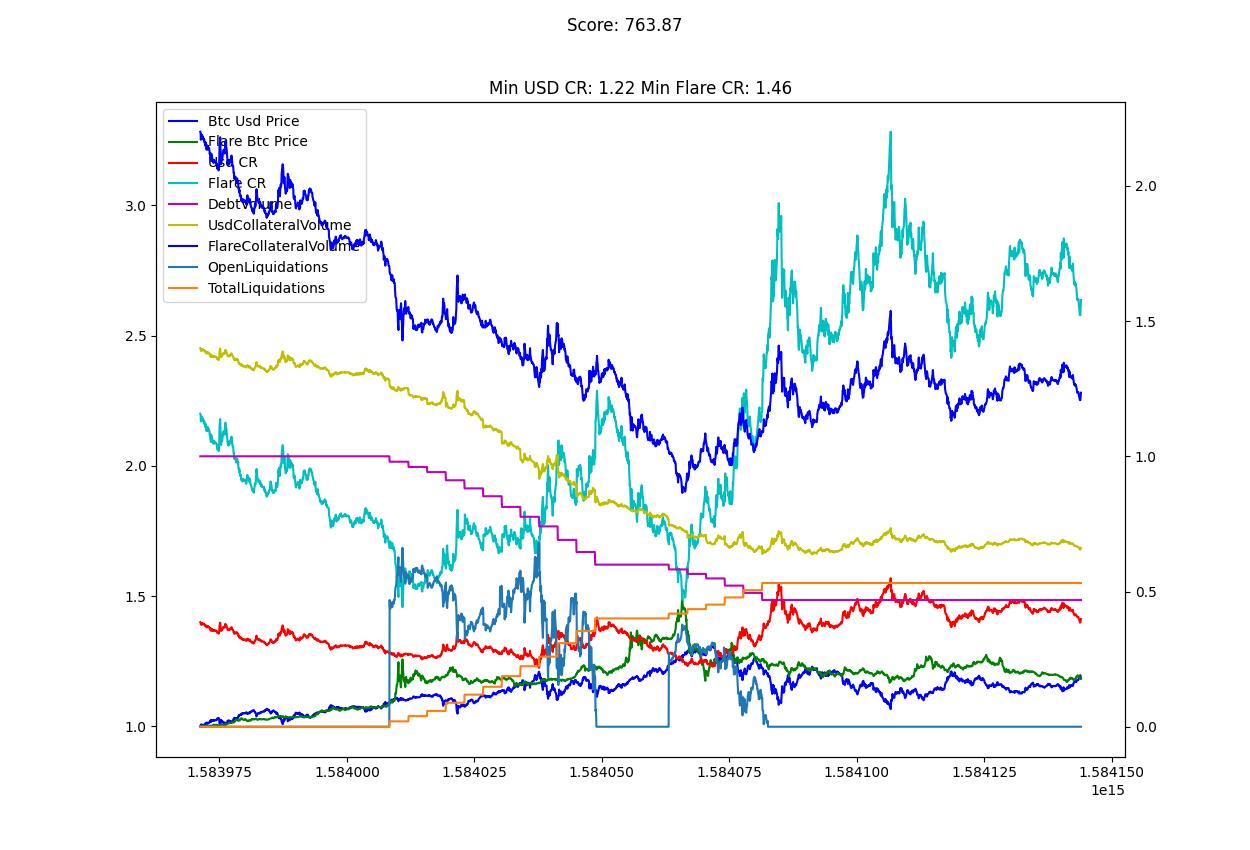 Score: 763.87
Min USD CR: 1.22 Min Flare CR: 1.46
Btc Usd Price
Flare Btc Price
Usd CR
Flare CR
DebtVolume
UsdCollateralVolume
FlareCollateralVolume
OpenLiquidations
TotalLiquidations
3.0
2.5
2.0
1.5
1.0
2.0
1.5
1.0
0.5
0.0
1.583975
1.584000
1.584025
1.584050
1.584075
1.584100
1.584125
1.584150
1e15